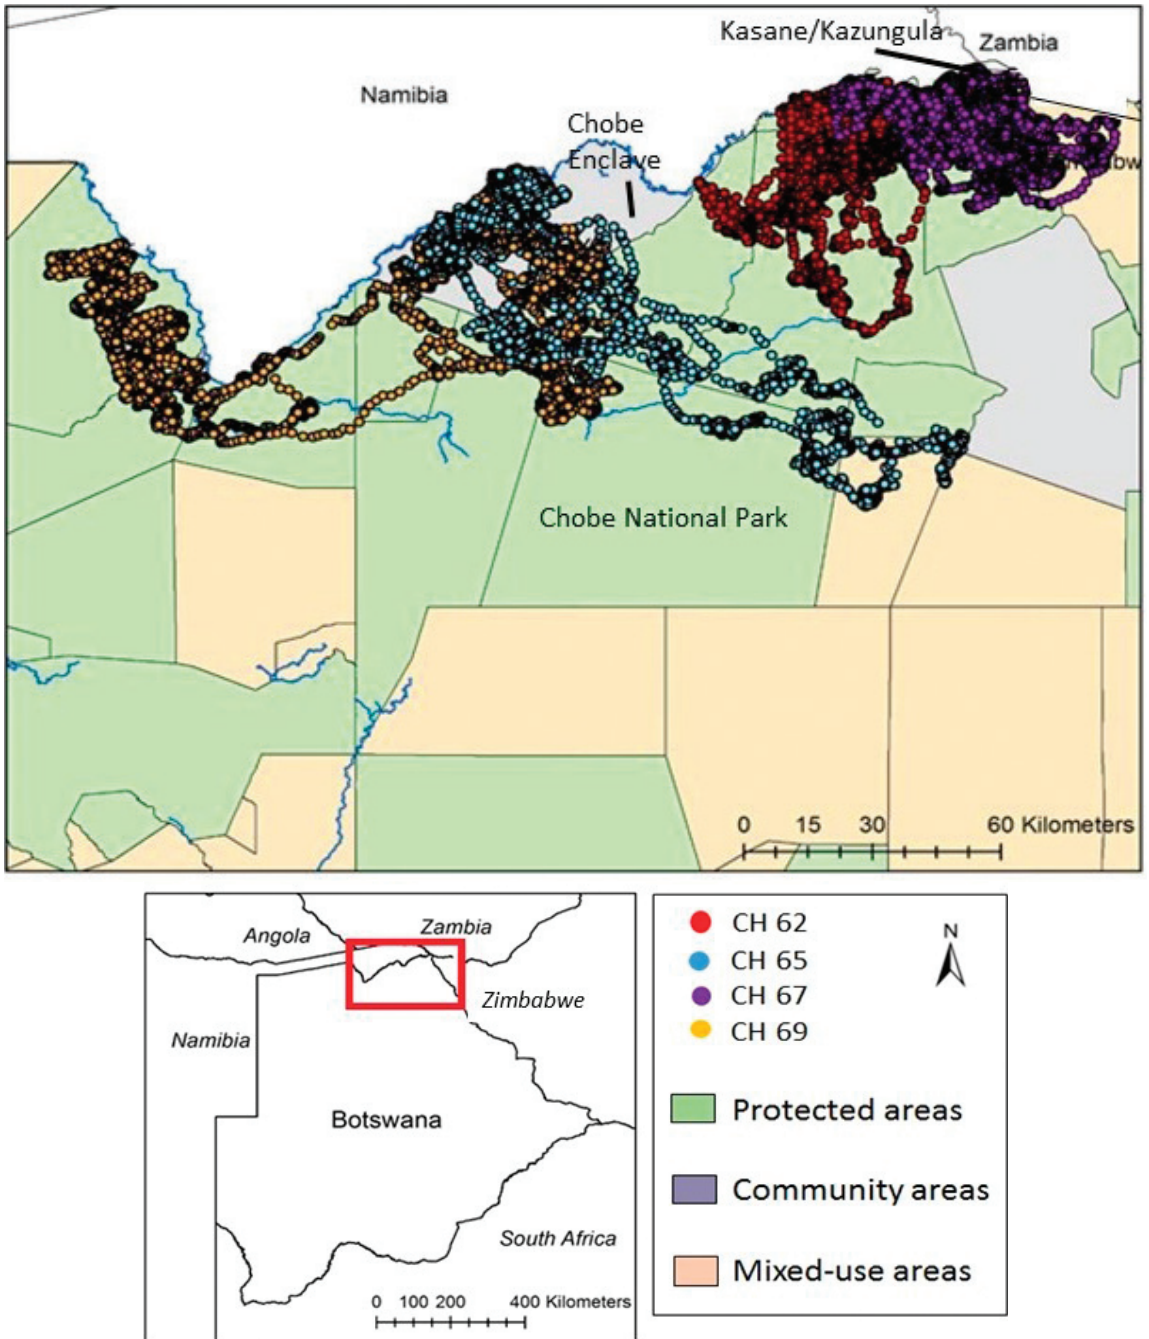 Kasane/Kazungula
Zambia
Namibia
Chobe
Enclave
Chobe National Park
0 15 30 60 Kilometers
Angola
Zambia
Zimbabwe
Namibia
Botswana
South Africa
0 100 200 400 Kilometers
CH 62
CH 65
CH 67
CH 69
N
Protected areas
Community areas
Mixed-use areas